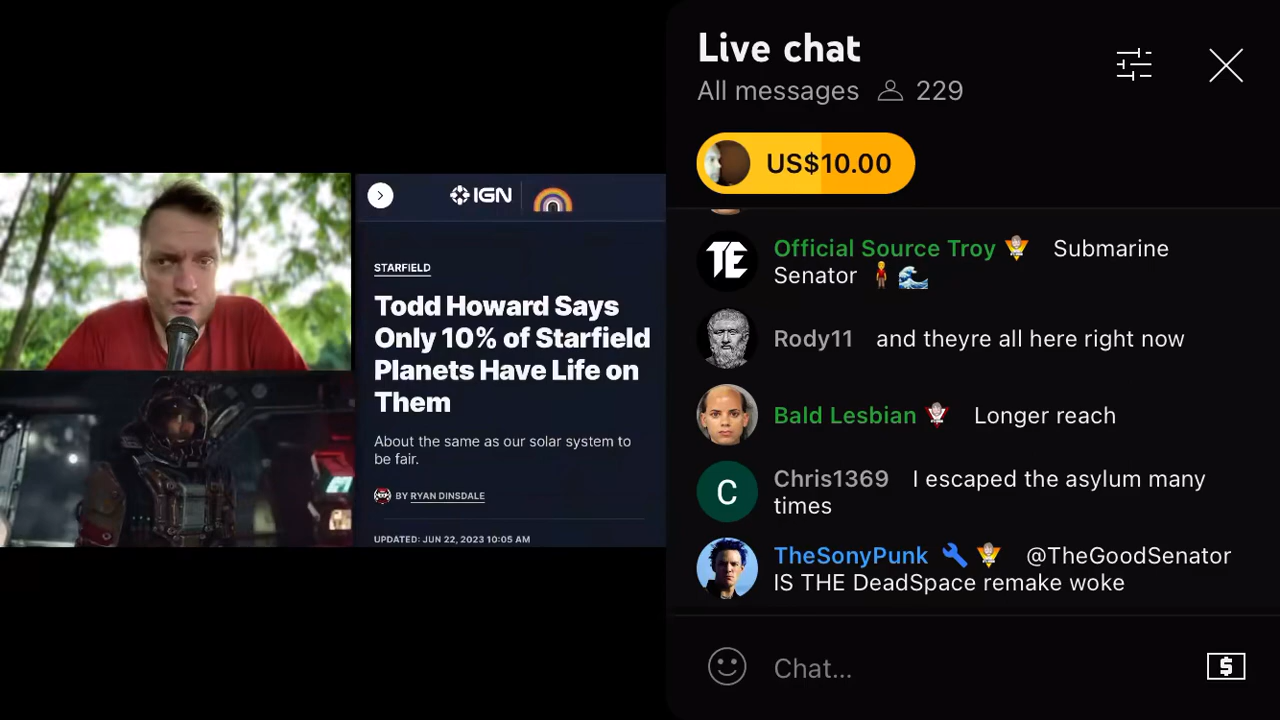 Live chat
All messages 229
US$10.00
IGN
STARFIELD
Todd Howard Says
Only 10% of Starfield
Planets Have Life on
Them
About the same as our solar system to
be fair.
BY RYAN DINSDALE
UPDATED: JUN 22, 2023 10:05 AM
TE
Official Source Troy Submarine
Senator
Rody11 and theyre all here right now
Bald Lesbian Longer reach
C
Chris1369 I escaped the asylum many
times
TheSonyPunk @TheGoodSenator
IS THE DeadSpace remake woke
Chat...
$